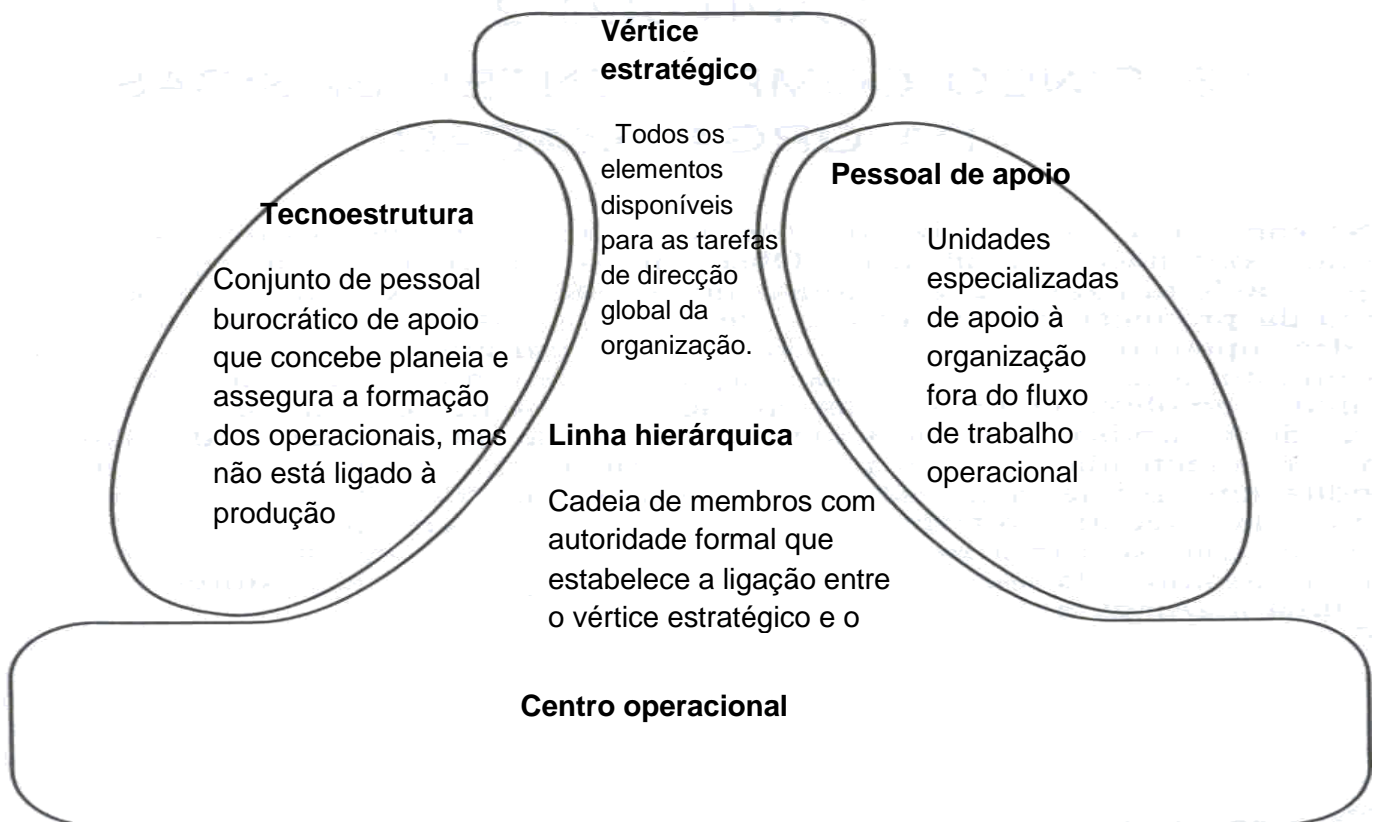 Vértice
estratégico
Todos os
elementos
disponíveis
para as tarefas
de direcção
global da
organização.
Tecnoestrutura
Conjunto de pessoal
burocrático de apoio
que concebe planeia e
assegura a formação
dos operacionais, mas
não está ligado à
produção
Pessoal de apoio
Unidades
especializadas
de apoio à
organização
fora do fluxo
de trabalho
operacional
Linha hierárquica
Cadeia de membros com
autoridade formal que
estabelece a ligação entre
o vértice estratégico e o
Centro operacional